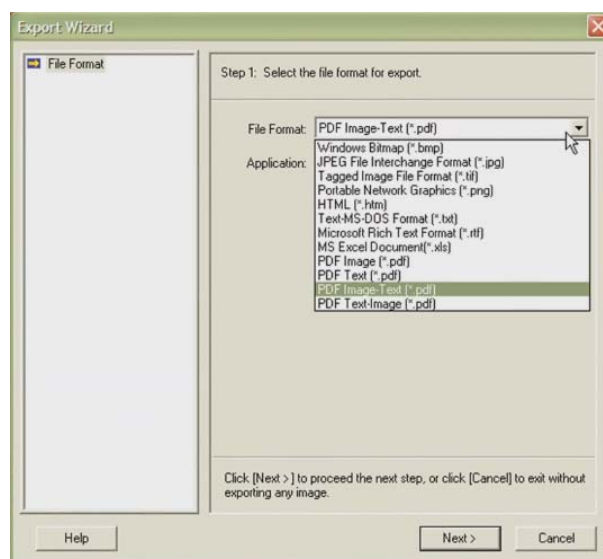 Export Wizard
File Format
Step 1: Select the file format for export.
File Format: PDF Image-Text (*.pdf)
Application:
Windows Bitmap (*.bmp)
JPEG File Interchange Format (*.jpg)
Tagged Image File Format (*.tif)
Portable Network Graphics (*.png)
HTML (*.htm)
Text-MS-DOS Format (*.txt)
Microsoft Rich Text Format (*.rtf)
MS Excel Document(*.xls)
PDF Image (*.pdf)
PDF Text (*.pdf)
PDF Image-Text (*.pdf)
PDF Text-Image (*.pdf)
Click [Next >] to proceed the next step, or click [Cancel] to exit without
exporting any image.
Help
Next >
Cancel